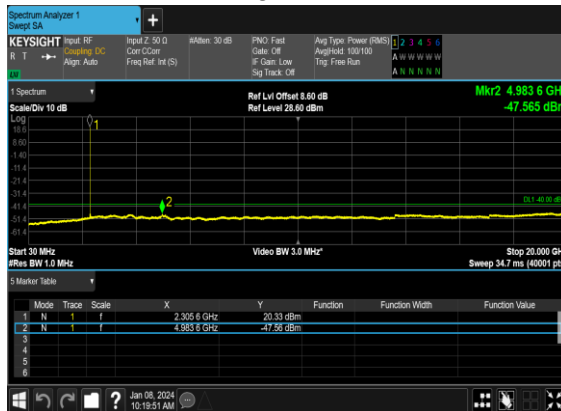 Spectrum Analyzer 1
Swept SA
KEYSIGHT Input: RF Input Z: 50 Ω #Atten: 30 dB PNO: Fast Avg Type: Power (RMS) 1 2 3 4 5 6
R T Coupling: DC Corr CCorr Gate: Off Avg|Hold: 100/100 A W W W W W
Align: Auto Freq Ref: Int (S) IF Gain: Low Trig: Free Run
Sig Track: Off A N N N N N
1 Spectrum
Scale/Div 10 dB Ref Lvl Offset 8.60 dB Mkr2 4.983 6 GH
Ref Level 28.60 dBm -47.565 dB
Log
18.6
8.60
-1.40
-11.4
-21.4
-31.4
-41.4
-51.4
-61.4
1
2
DL1 -40.00 dB
Start 30 MHz Video BW 3.0 MHz* Stop 20.000 GH
#Res BW 1.0 MHz Sweep 34.7 ms (40001 pt
5 Marker Table
Mode Trace Scale X Y Function Function Width Function Value
1 N 1 f 2.305 6 GHz 20.33 dBm
2 N 1 f 4.983 6 GHz -47.56 dBm
3
4
5
6
Jan 08, 2024
10:19:51 AM